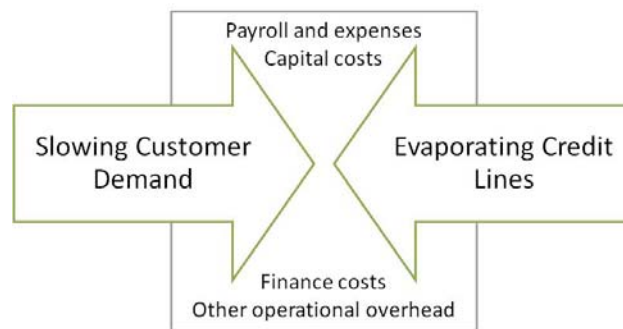 Payroll and expenses
Capital costs
Slowing Customer
Demand
Evaporating Credit
Lines
Finance costs
Other operational overhead